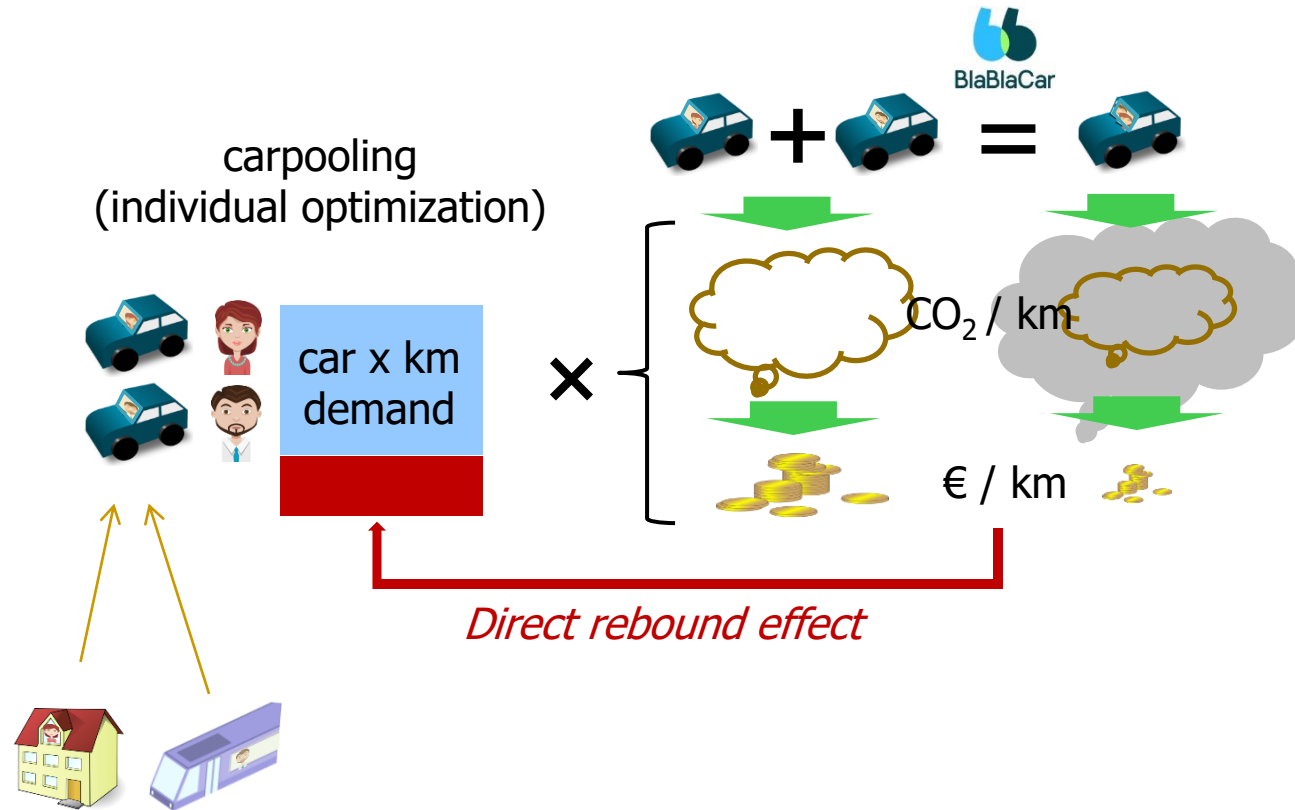 BlaBlaCar
+
=
carpooling
(individual optimization)
car x km
demand
×
CO₂ / km
€ / km
Direct rebound effect